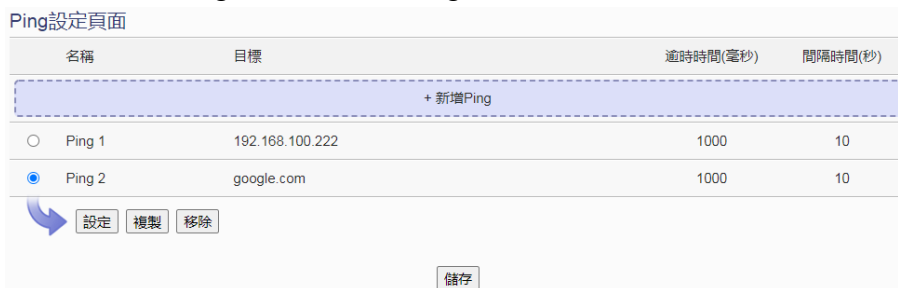 Ping設定頁面
名稱 目標 逾時時間(毫秒) 間隔時間(秒)
+ 新增Ping
Ping 1 192.168.100.222 1000 10
Ping 2 google.com 1000 10
設定 複製 移除
儲存